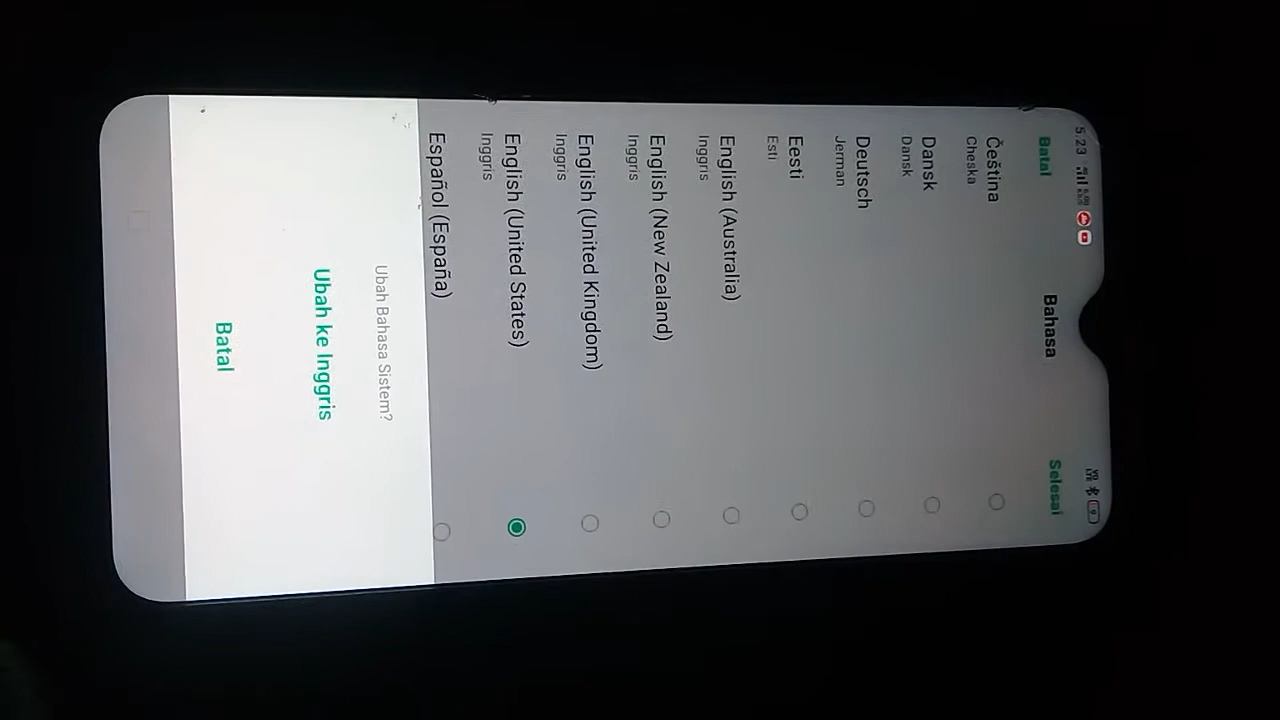 5.23
Batal
Bahasa
Selesai
Čeština
Cheska
Dansk
Dansk
Deutsch
Jerman
Eesti
Esti
English (Australia)
Inggris
English (New Zealand)
Inggris
English (United Kingdom)
Inggris
English (United States)
Inggris
Español (España)
Ubah Bahasa Sistem?
Ubah ke Inggris
Batal